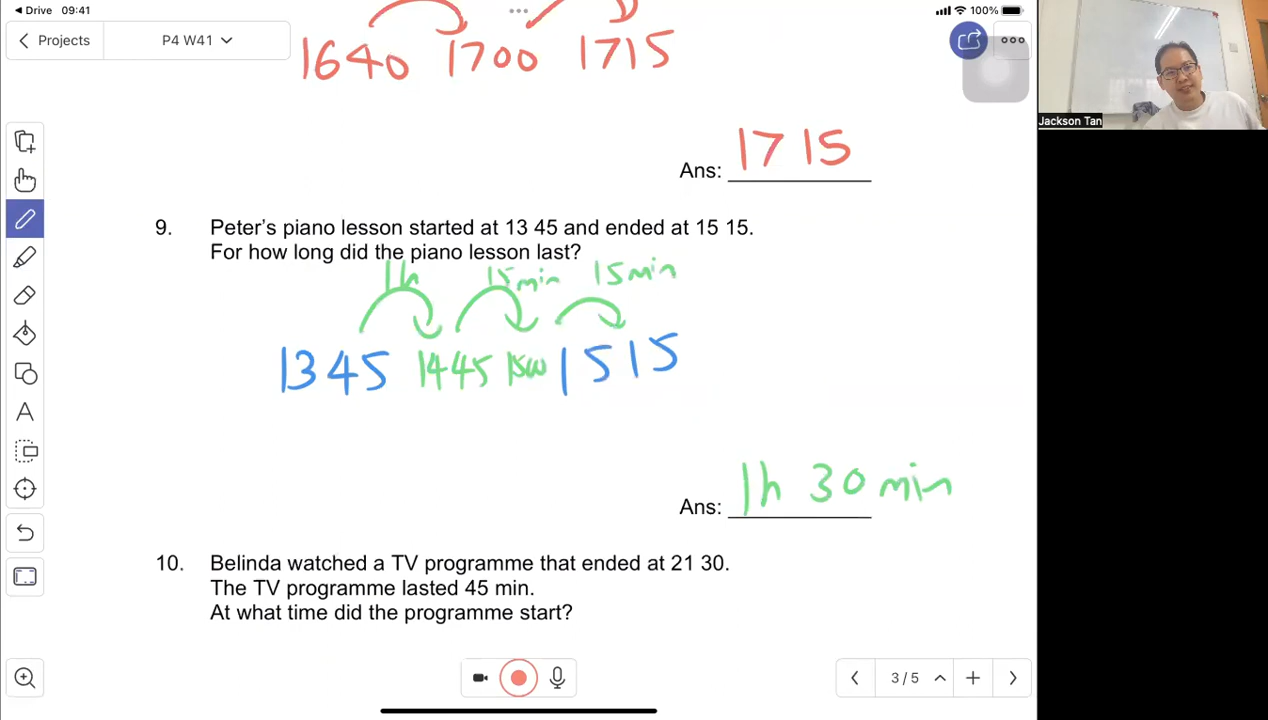 Drive 09:41
100%
Projects
P4 W41
1640 1700 1715
Jackson Tan
Ans: 1715
9. Peter's piano lesson started at 13 45 and ended at 15 15.
For how long did the piano lesson last?
1h 15min 15min
1345 1445 1500 1515
Ans: 1h 30 min
10. Belinda watched a TV programme that ended at 21 30.
The TV programme lasted 45 min.
At what time did the programme start?
3 / 5